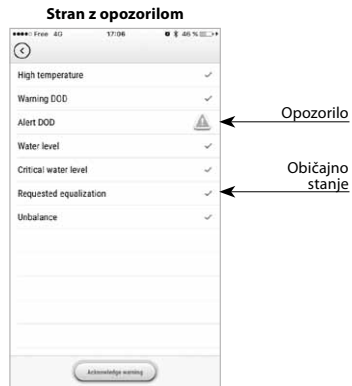 Stran z opozorilom
Free 4G 17:06 46 %
High temperature
Warning DOD
Alert DOD
Opozorilo
Water level
Critical water level
Običajno
stanje
Requested equalization
Unbalance
Acknowledge warning